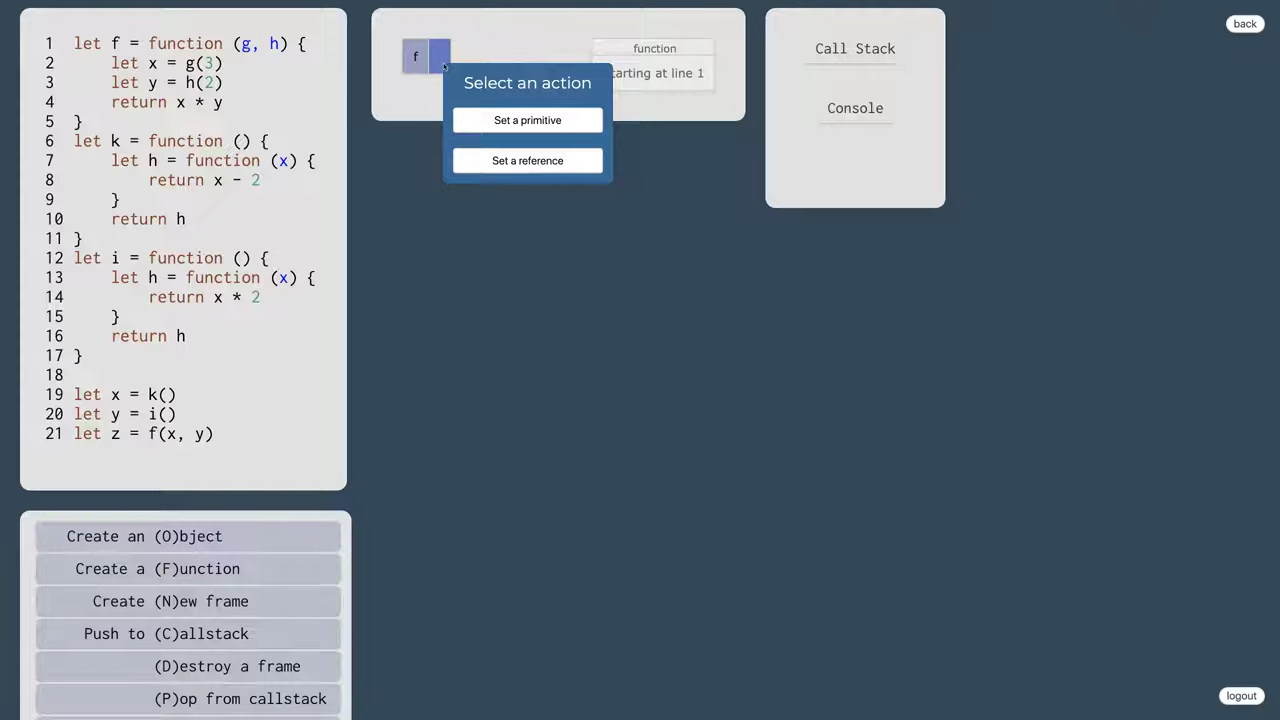 1 let f = function (g, h) {
2     let x = g(3)
3     let y = h(2)
4     return x * y
5 }
6 let k = function () {
7     let h = function (x) {
8         return x - 2
9     }
10     return h
11 }
12 let i = function () {
13     let h = function (x) {
14         return x * 2
15     }
16     return h
17 }
18
19 let x = k()
20 let y = i()
21 let z = f(x, y)
Create an (O)bject
Create a (F)unction
Create (N)ew frame
Push to (C)allstack
(D)estroy a frame
(P)op from callstack
f
function
tarting at line 1
Select an action
Set a primitive
Set a reference
Call Stack
Console
back
logout